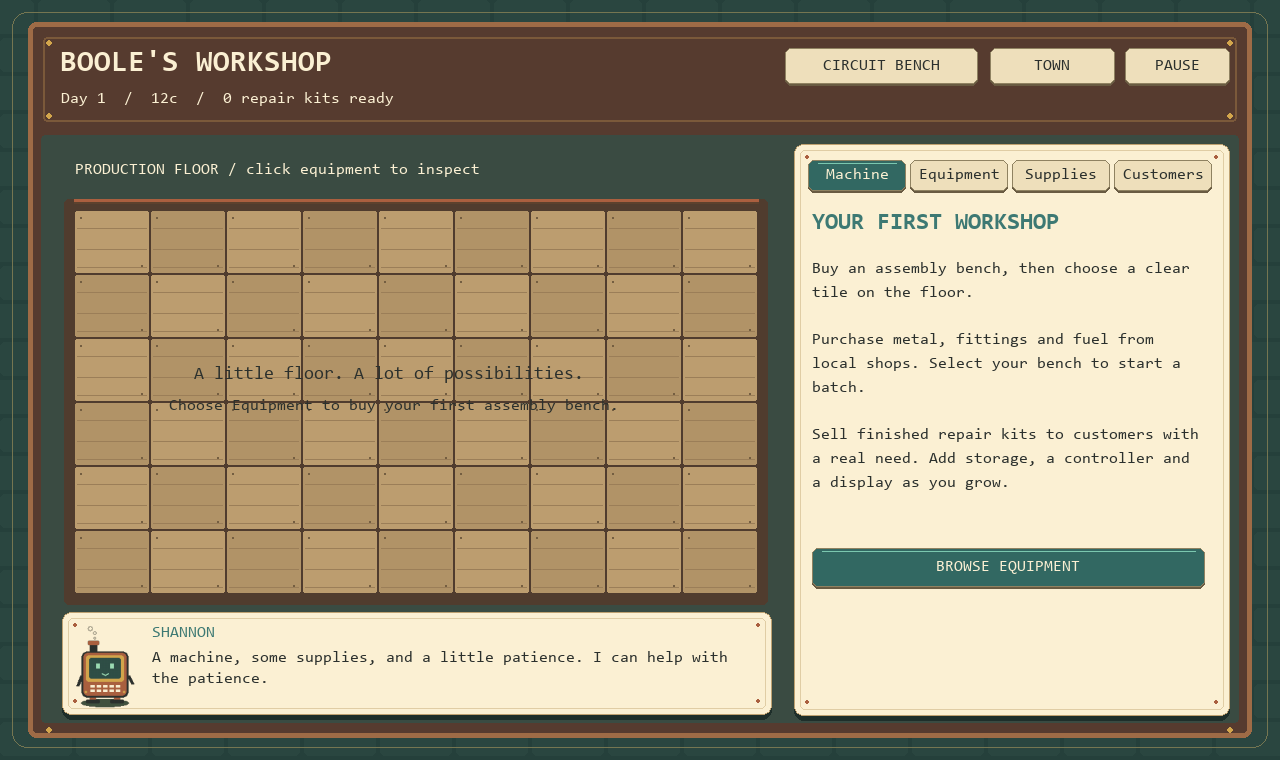 BOOLE'S WORKSHOP
Day 1 / 12c / 0 repair kits ready
CIRCUIT BENCH
TOWN
PAUSE
PRODUCTION FLOOR / click equipment to inspect
A little floor. A lot of possibilities.
Choose Equipment to buy your first assembly bench.
SHANNON
A machine, some supplies, and a little patience. I can help with
the patience.
Machine
Equipment
Supplies
Customers
YOUR FIRST WORKSHOP
Buy an assembly bench, then choose a clear
tile on the floor.
Purchase metal, fittings and fuel from
local shops. Select your bench to start a
batch.
Sell finished repair kits to customers with
a real need. Add storage, a controller and
a display as you grow.
BROWSE EQUIPMENT